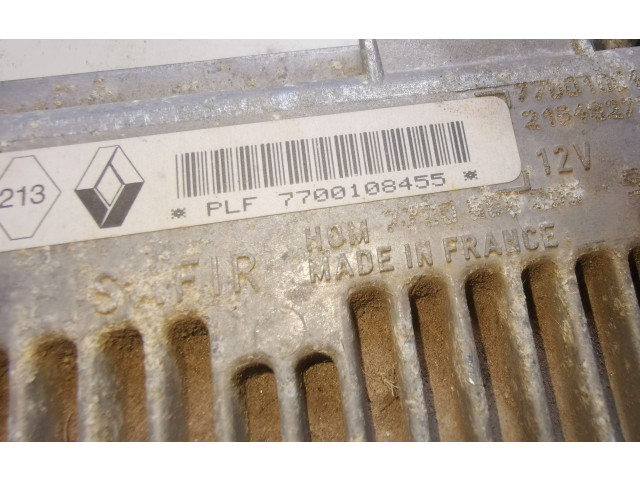 213
* PLF 7700108455 *
12V
HOM
MADE IN FRANCE
SAFIR